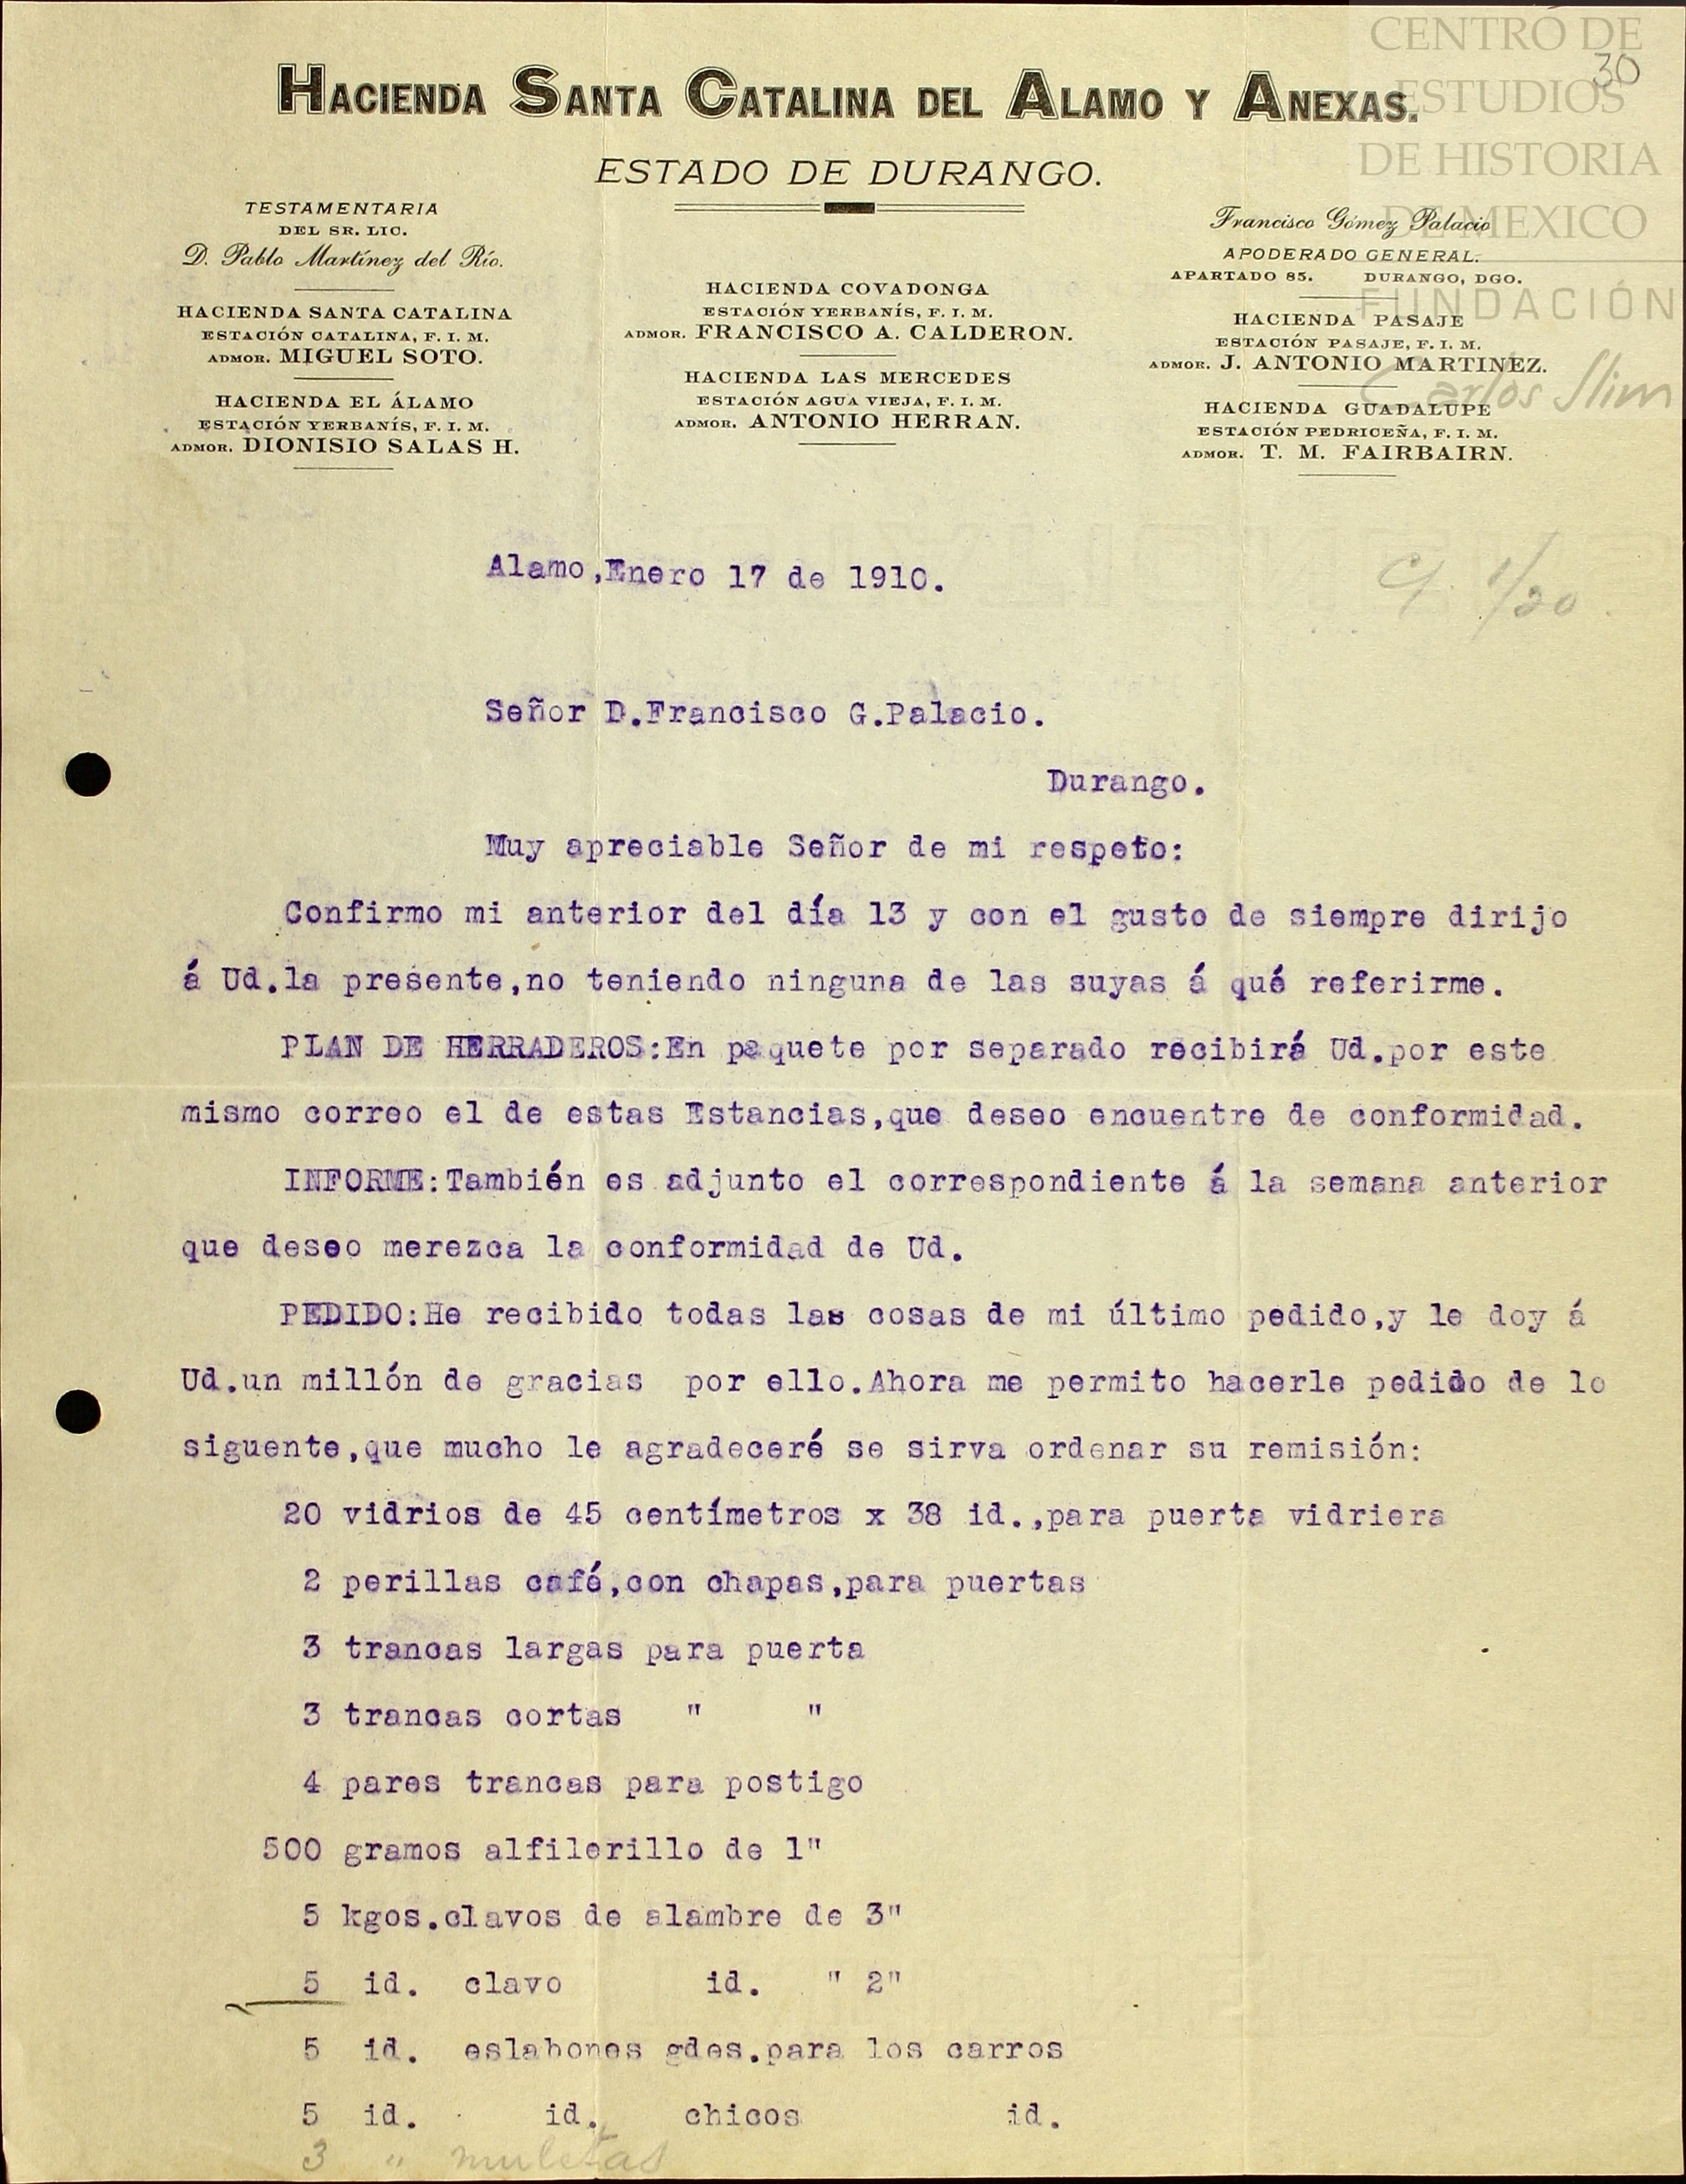 CENTRO DE
ESTUDIOS
DE HISTORIA
DE MEXICO
FUNDACIÓN
Carlos Slim
30
HACIENDA SANTA CATALINA DEL ALAMO Y ANEXAS.
ESTADO DE DURANGO.
TESTAMENTARIA
DEL SR. LIC.
D. Pablo Martínez del Río.
HACIENDA SANTA CATALINA
ESTACIÓN CATALINA, F. I. M.
ADMOR. MIGUEL SOTO.
HACIENDA EL ÁLAMO
ESTACIÓN YERBANÍS, F. I. M.
ADMOR. DIONISIO SALAS H.
HACIENDA COVADONGA
ESTACIÓN YERBANÍS, F. I. M.
ADMOR. FRANCISCO A. CALDERON.
HACIENDA LAS MERCEDES
ESTACIÓN AGUA VIEJA, F. I. M.
ADMOR. ANTONIO HERRAN.
Francisco Gómez Palacio
APODERADO GENERAL.
APARTADO 85. DURANGO, DGO.
HACIENDA PASAJE
ESTACIÓN PASAJE, F. I. M.
ADMOR. J. ANTONIO MARTINEZ.
HACIENDA GUADALUPE
ESTACIÓN PEDRICEÑA, F. I. M.
ADMOR. T. M. FAIRBAIRN.
Alamo,Enero 17 de 1910.
1/20
Señor D.Francisco G.Palacio.
Durango.
Muy apreciable Señor de mi respeto:
Confirmo mi anterior del día 13 y con el gusto de siempre dirijo
á Ud.la presente,no teniendo ninguna de las suyas á qué referirme.
PLAN DE HERRADEROS:En paquete por separado recibirá Ud.por este
mismo correo el de estas Estancias,que deseo encuentre de conformidad.
INFORME:También es adjunto el correspondiente á la semana anterior
que deseo merezca la conformidad de Ud.
PEDIDO:He recibido todas las cosas de mi último pedido,y le doy á
Ud.un millón de gracias por ello.Ahora me permito hacerle pedido de lo
siguente,que mucho le agradeceré se sirva ordenar su remisión:
20 vidrios de 45 centímetros x 38 id.,para puerta vidriera
2 perillas café,con chapas,para puertas
3 trancas largas para puerta
3 trancas cortas " "
4 pares trancas para postigo
500 gramos alfilerillo de 1"
5 kgos.clavos de alambre de 3"
5 id. clavo id. " 2"
5 id. eslabones gdes.para los carros
5 id. id. chicos id.
3 " muletas